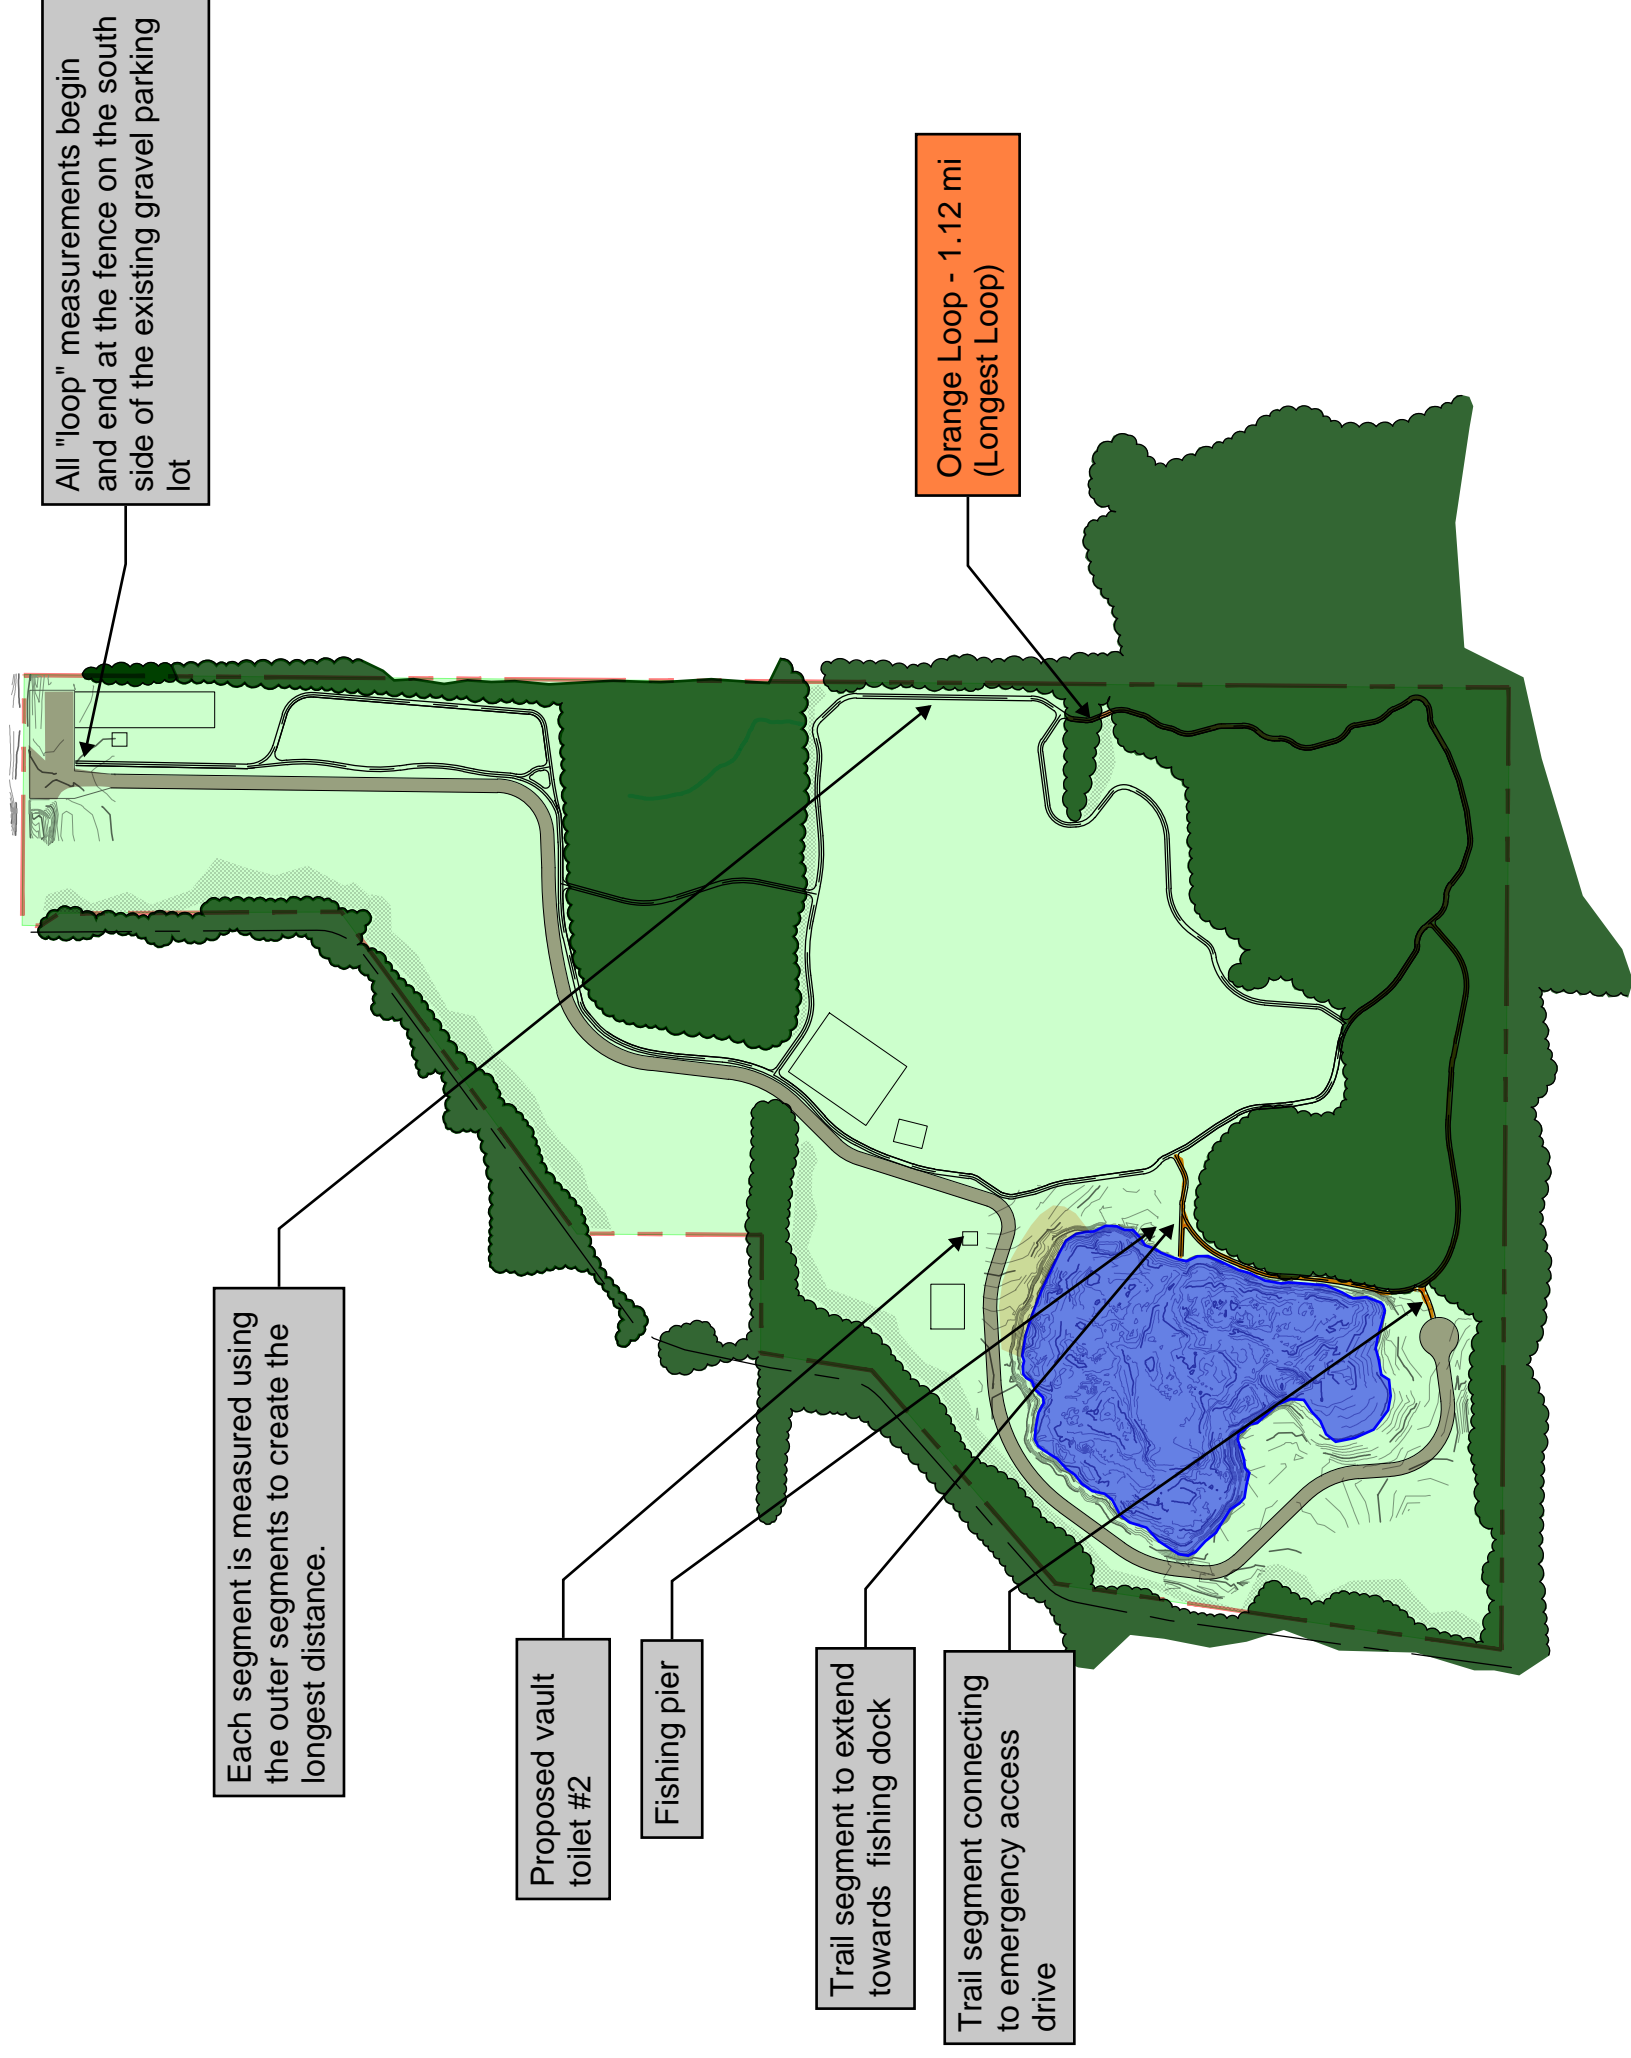 All "loop" measurements begin
and end at the fence on the south
side of the existing gravel parking
lot
Orange Loop - 1.12 mi
(Longest Loop)
Each segment is measured using
the outer segments to create the
longest distance.
Proposed vault
toilet #2
Fishing pier
Trail segment to extend
towards  fishing dock
Trail segment connecting
to emergency access
drive